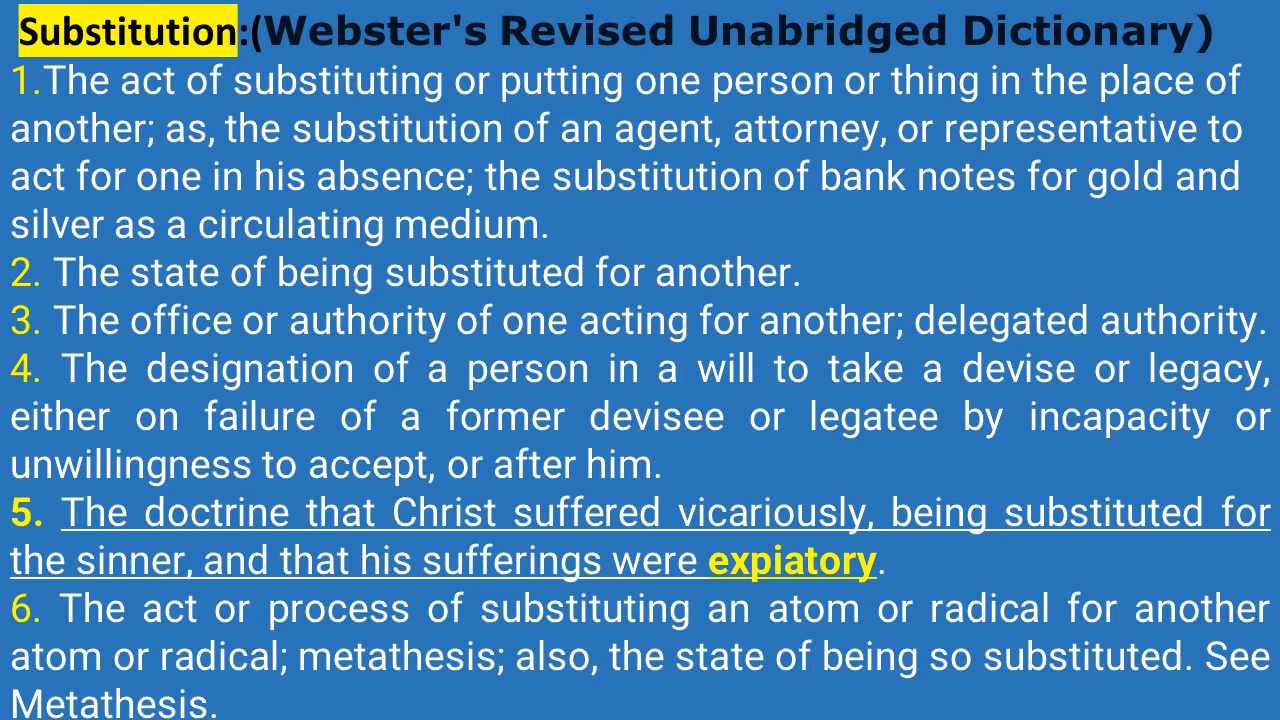 Substitution:(Webster's Revised Unabridged Dictionary)
1.The act of substituting or putting one person or thing in the place of
another; as, the substitution of an agent, attorney, or representative to
act for one in his absence; the substitution of bank notes for gold and
silver as a circulating medium.
2. The state of being substituted for another.
3. The office or authority of one acting for another; delegated authority.
4. The designation of a person in a will to take a devise or legacy,
either on failure of a former devisee or legatee by incapacity or
unwillingness to accept, or after him.
5. The doctrine that Christ suffered vicariously, being substituted for
the sinner, and that his sufferings were expiatory.
6. The act or process of substituting an atom or radical for another
atom or radical; metathesis; also, the state of being so substituted. See
Metathesis.